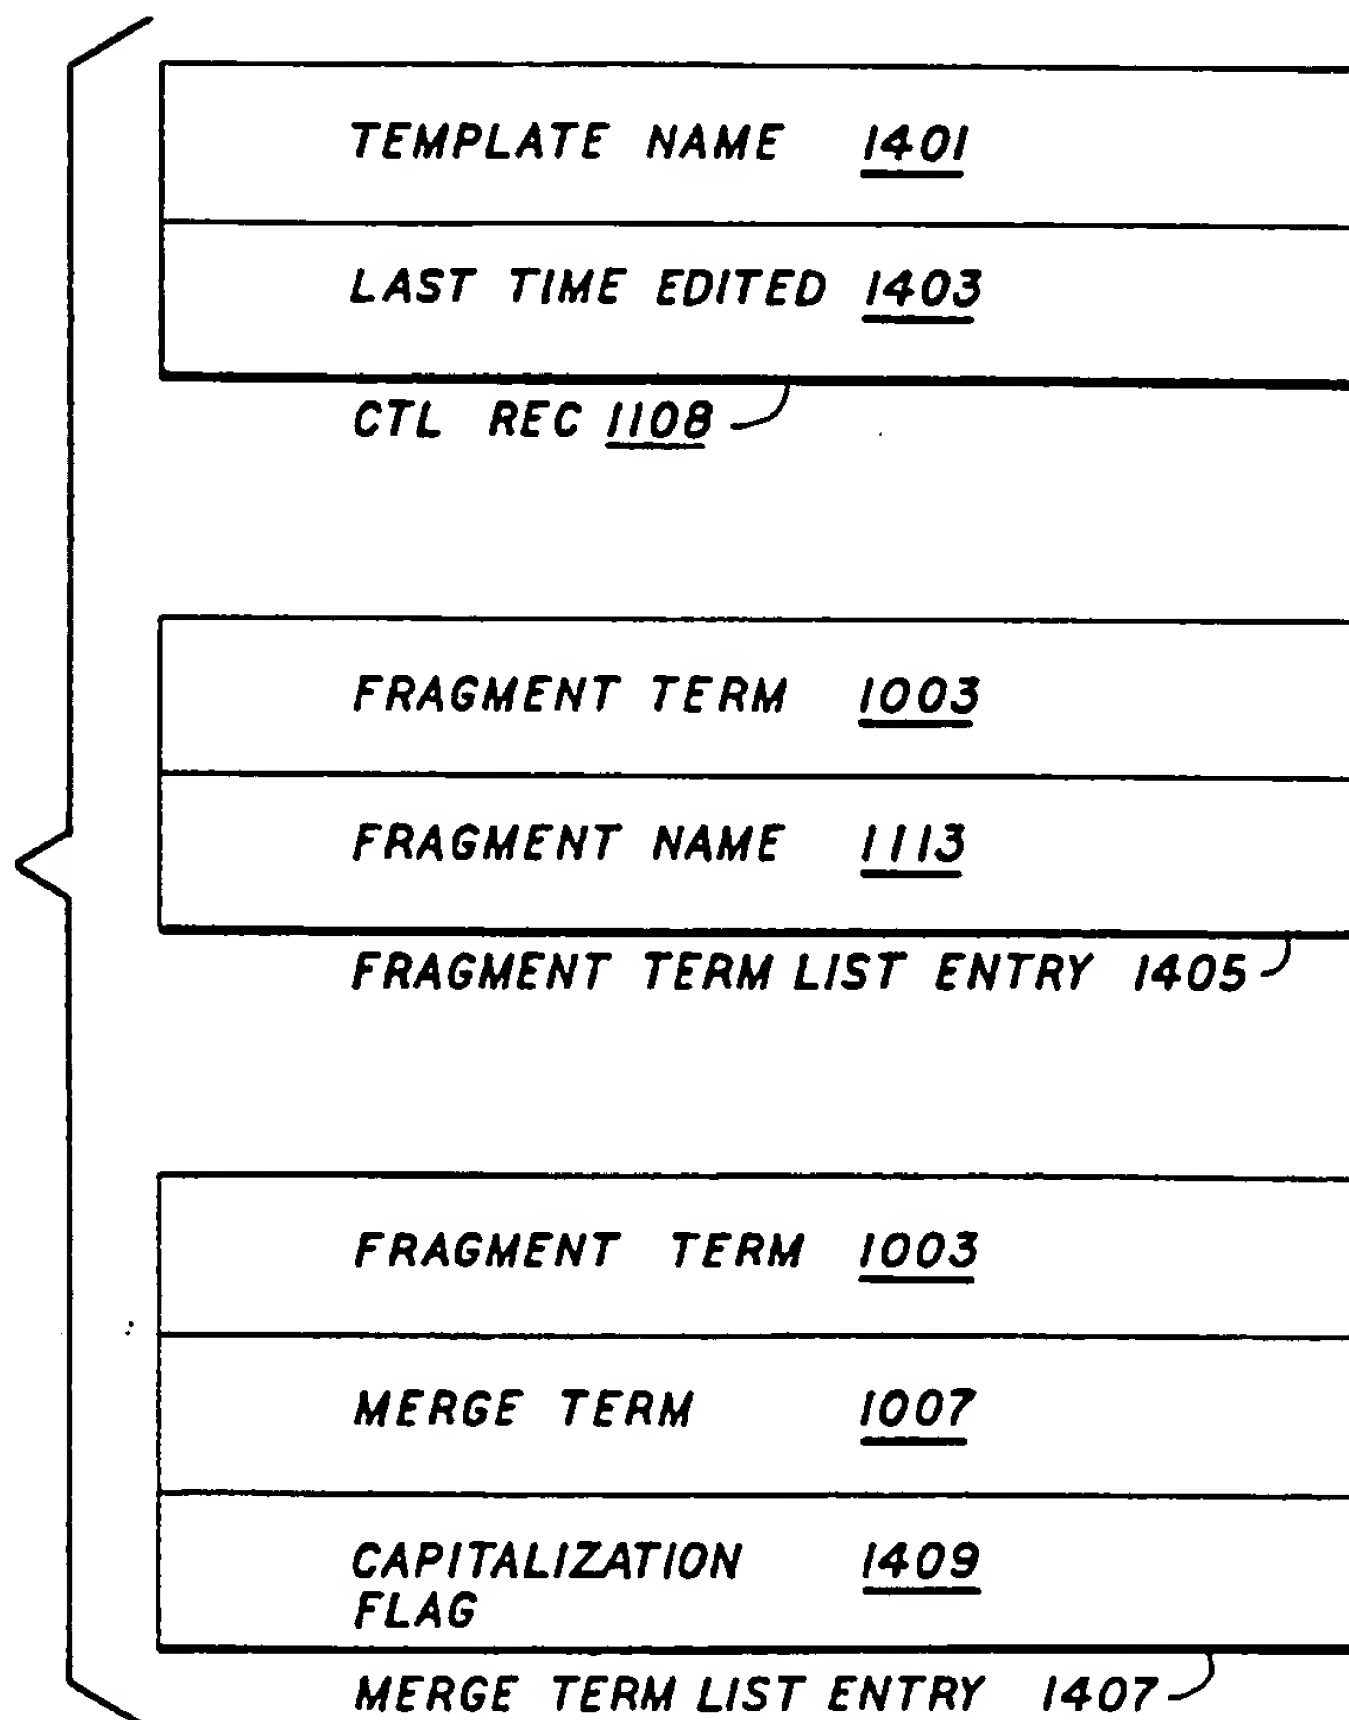 TEMPLATE NAME 1401
LAST TIME EDITED 1403
CTL REC 1108
FRAGMENT TERM 1003
FRAGMENT NAME 1113
FRAGMENT TERM LIST ENTRY 1405
FRAGMENT TERM 1003
MERGE TERM 1007
CAPITALIZATION 1409
FLAG
MERGE TERM LIST ENTRY 1407